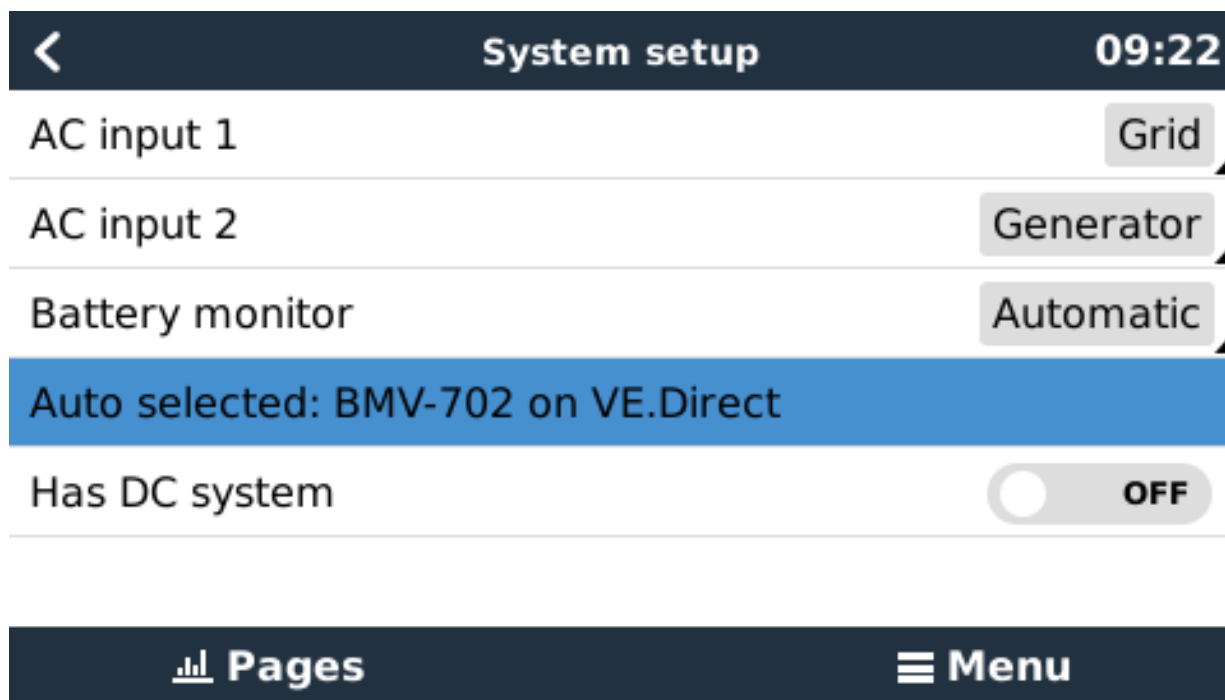 System setup 09:22
AC input 1 Grid
AC input 2 Generator
Battery monitor Automatic
Auto selected: BMV-702 on VE.Direct
Has DC system OFF
Pages Menu